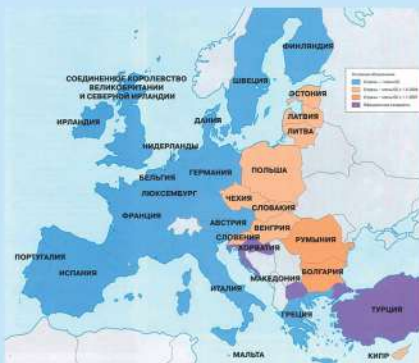 ФИНЛЯНДИЯ
ШВЕЦИЯ
СОЕДИНЕННОЕ КОРОЛЕВСТВО
ВЕЛИКОБРИТАНИИ
И СЕВЕРНОЙ ИРЛАНДИИ
ЭСТОНИЯ
ЛАТВИЯ
ЛИТВА
ИРЛАНДИЯ
ДАНИЯ
НИДЕРЛАНДЫ
ПОЛЬША
БЕЛЬГИЯ
ГЕРМАНИЯ
ЛЮКСЕМБУРГ
ЧЕХИЯ
СЛОВАКИЯ
ФРАНЦИЯ
АВСТРИЯ
ВЕНГРИЯ
СЛОВЕНИЯ
РУМЫНИЯ
ХОРВАТИЯ
ПОРТУГАЛИЯ
ИСПАНИЯ
ИТАЛИЯ
МАКЕДОНИЯ
БОЛГАРИЯ
ГРЕЦИЯ
ТУРЦИЯ
МАЛЬТА
КИПР